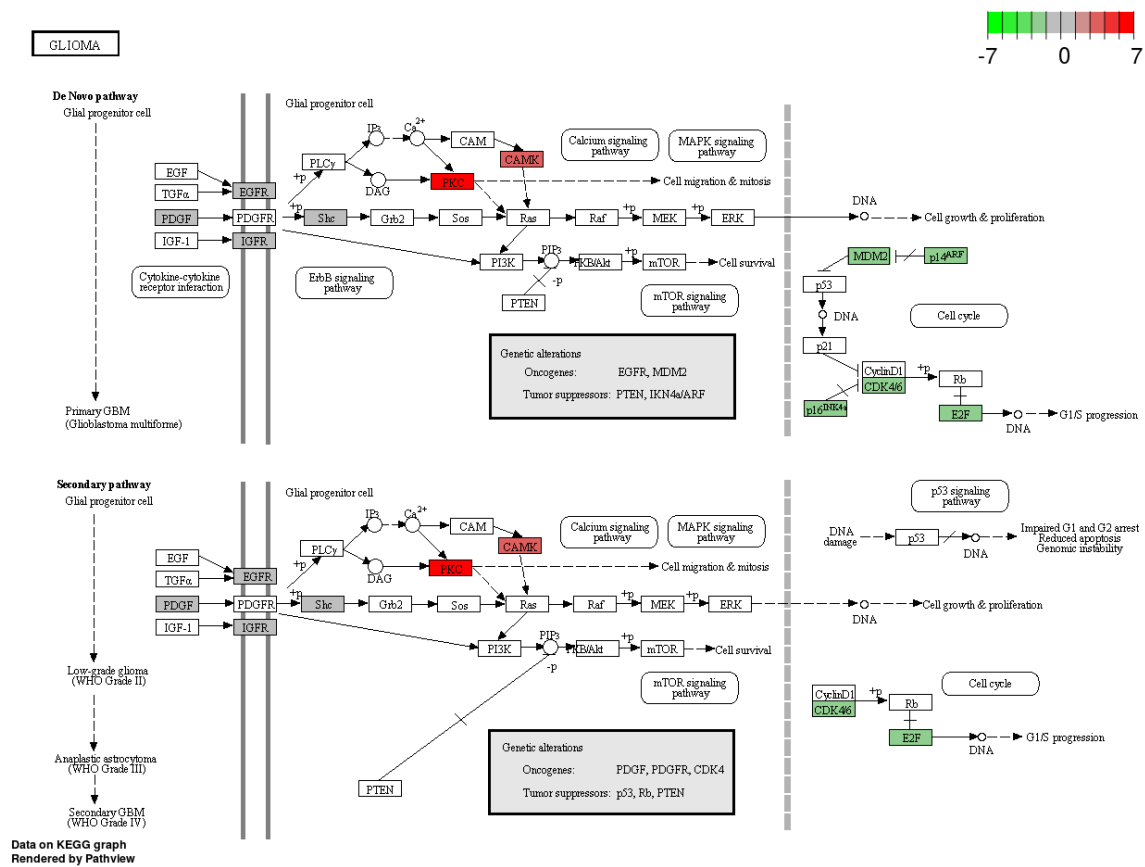 GLIOMA
-7 0 7
De Novo pathway
Glial progenitor cell
Glial progenitor cell
IP3
Ca2+
CAM
CAMK
PLCγ
DAG
PKC
Calcium signaling
pathway
MAPK signaling
pathway
Cell migration & mitosis
EGF
TGFα
EGFR
+p
PDGF
PDGFR
+p
Shc
Grb2
Sos
Ras
Raf
+p
MEK
+p
ERK
DNA
Cell growth & proliferation
IGF-1
IGFR
PI3K
PIP3
-p
PKB/Akt
+p
mTOR
Cell survival
PTEN
Cytokine-cytokine
receptor interaction
ErbB signaling
pathway
mTOR signaling
pathway
MDM2
p14ARF
p53
DNA
p21
Cell cycle
CyclinD1
CDK4/6
+p
Rb
p16INK4a
E2F
DNA
G1/S progression
Genetic alterations
Oncogenes: EGFR, MDM2
Tumor suppressors: PTEN, IKN4a/ARF
Primary GBM
(Glioblastoma multiforme)
Secondary pathway
Glial progenitor cell
Glial progenitor cell
IP3
Ca2+
CAM
CAMK
PLCγ
DAG
PKC
Calcium signaling
pathway
MAPK signaling
pathway
Cell migration & mitosis
p53 signaling
pathway
DNA
damage
p53
DNA
Impaired G1 and G2 arrest
Reduced apoptosis
Genomic instability
EGF
TGFα
EGFR
+p
PDGF
PDGFR
+p
Shc
Grb2
Sos
Ras
Raf
+p
MEK
+p
ERK
DNA
Cell growth & proliferation
IGF-1
IGFR
PI3K
PIP3
-p
PKB/Akt
+p
mTOR
Cell survival
mTOR signaling
pathway
Cell cycle
CyclinD1
CDK4/6
+p
Rb
E2F
DNA
G1/S progression
Low-grade glioma
(WHO Grade II)
Anaplastic astrocytoma
(WHO Grade III)
Secondary GBM
(WHO Grade IV)
PTEN
Genetic alterations
Oncogenes: PDGF, PDGFR, CDK4
Tumor suppressors: p53, Rb, PTEN
Data on KEGG graph
Rendered by Pathview